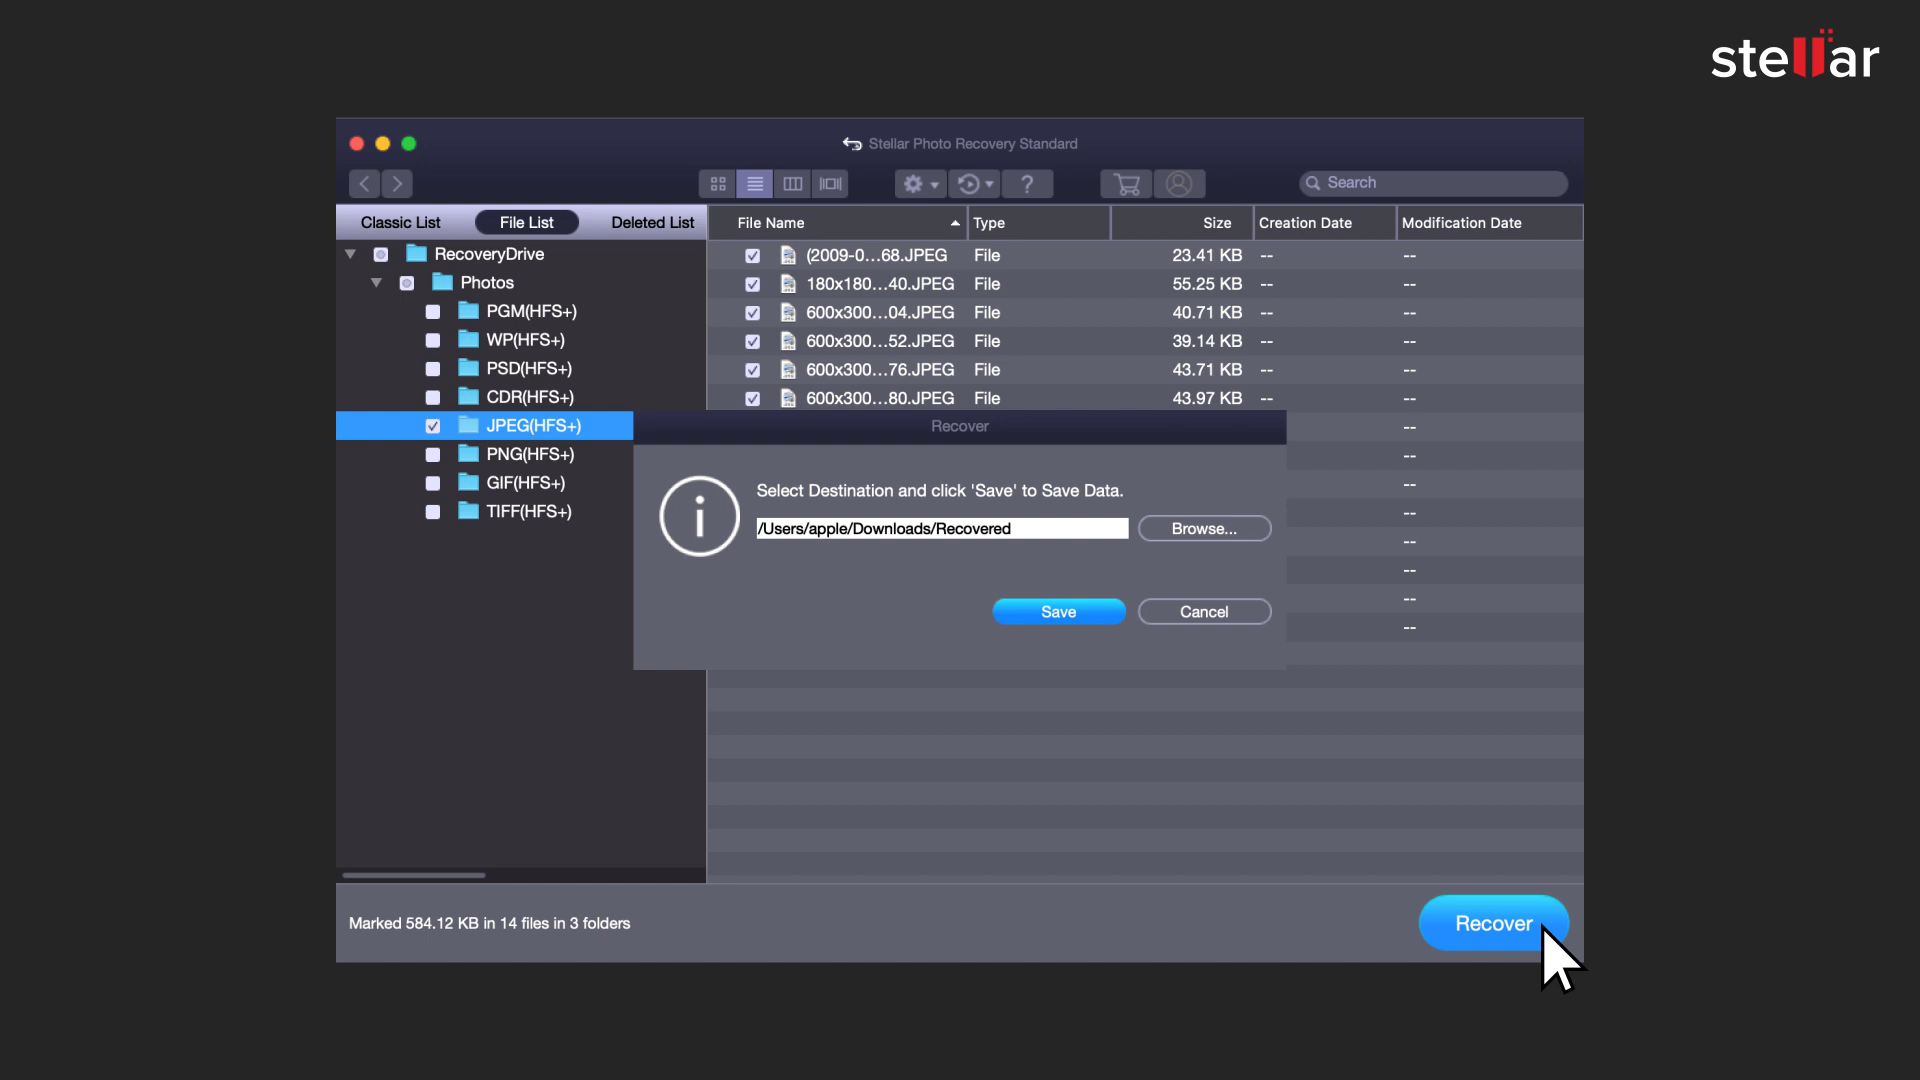 stellar
Stellar Photo Recovery Standard
Search
Classic List File List Deleted List File Name Type Size Creation Date Modification Date
RecoveryDrive (2009-0...68.JPEG File 23.41 KB -- --
Photos 180x180...40.JPEG File 55.25 KB -- --
PGM(HFS+) 600x300...04.JPEG File 40.71 KB -- --
WP(HFS+) 600x300...52.JPEG File 39.14 KB -- --
PSD(HFS+) 600x300...76.JPEG File 43.71 KB -- --
CDR(HFS+) 600x300...80.JPEG File 43.97 KB -- --
JPEG(HFS+) Recover --
PNG(HFS+) --
GIF(HFS+) Select Destination and click 'Save' to Save Data. --
TIFF(HFS+) --
/Users/apple/Downloads/Recovered Browse...
--
--
--
Save Cancel
--
Marked 584.12 KB in 14 files in 3 folders Recover